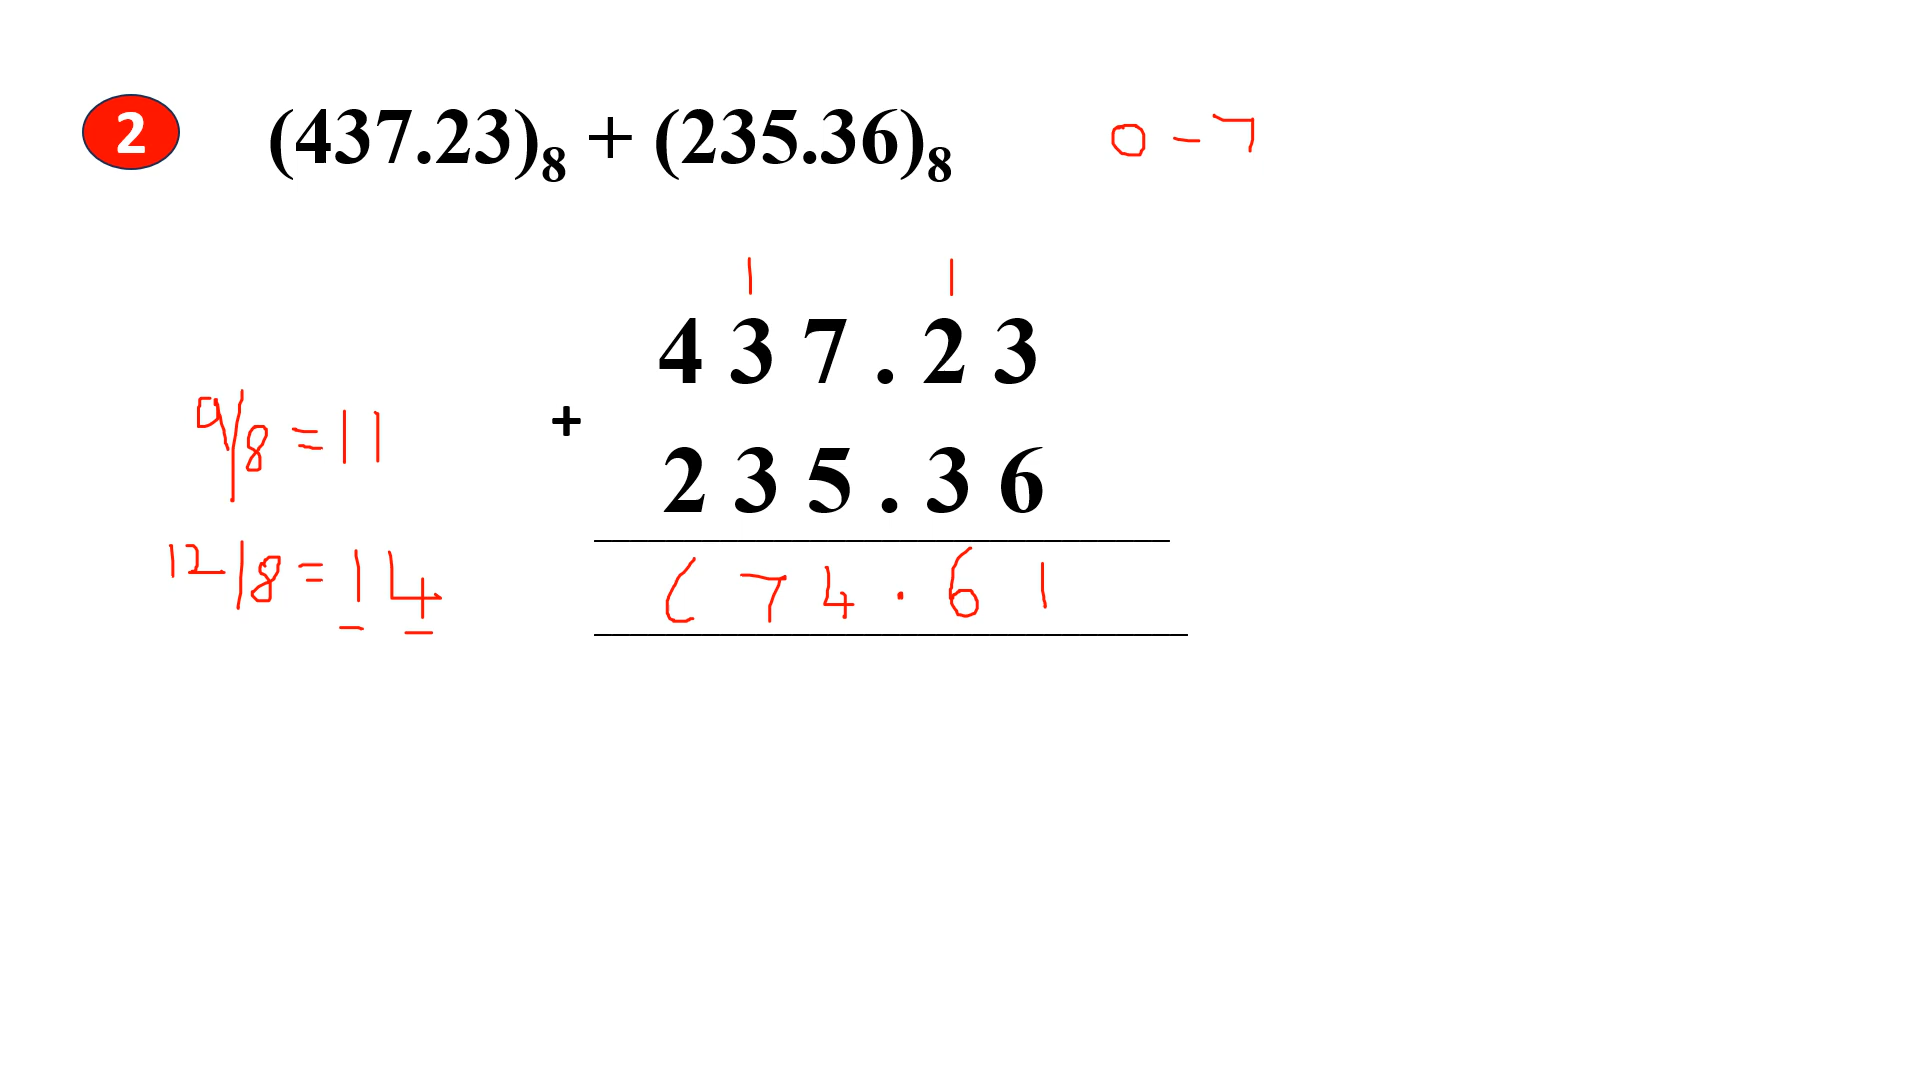 2 (437.23)₈ + (235.36)₈ 0 - 7
1 1
4 3 7 . 2 3
9/8 = 11
+
2 3 5 . 3 6
12/8 = 14
6 7 4 . 6 1